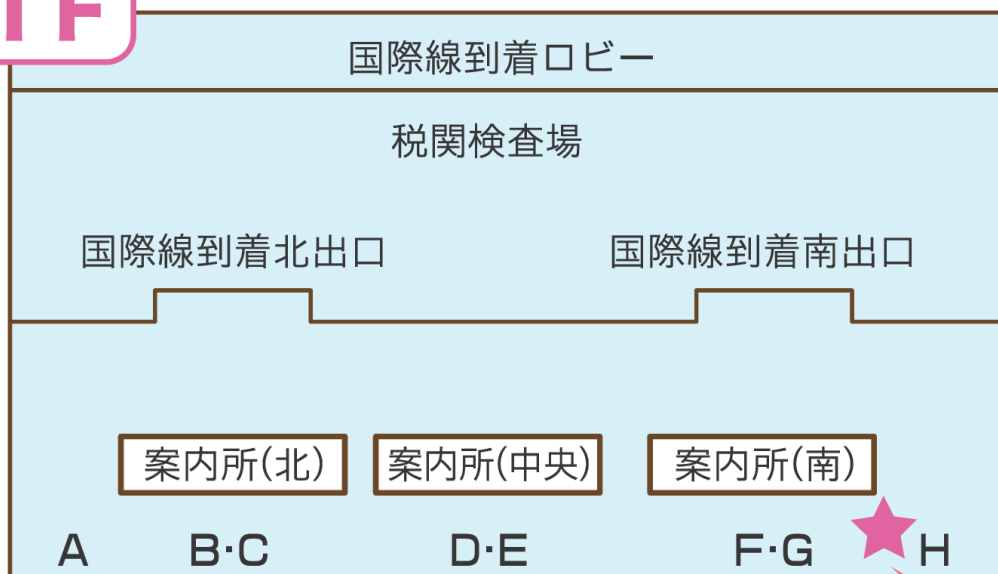 1F
国際線到着ロビー
税関検査場
国際線到着北出口
国際線到着南出口
案内所(北)
案内所(中央)
案内所(南)
A B·C D·E F·G H